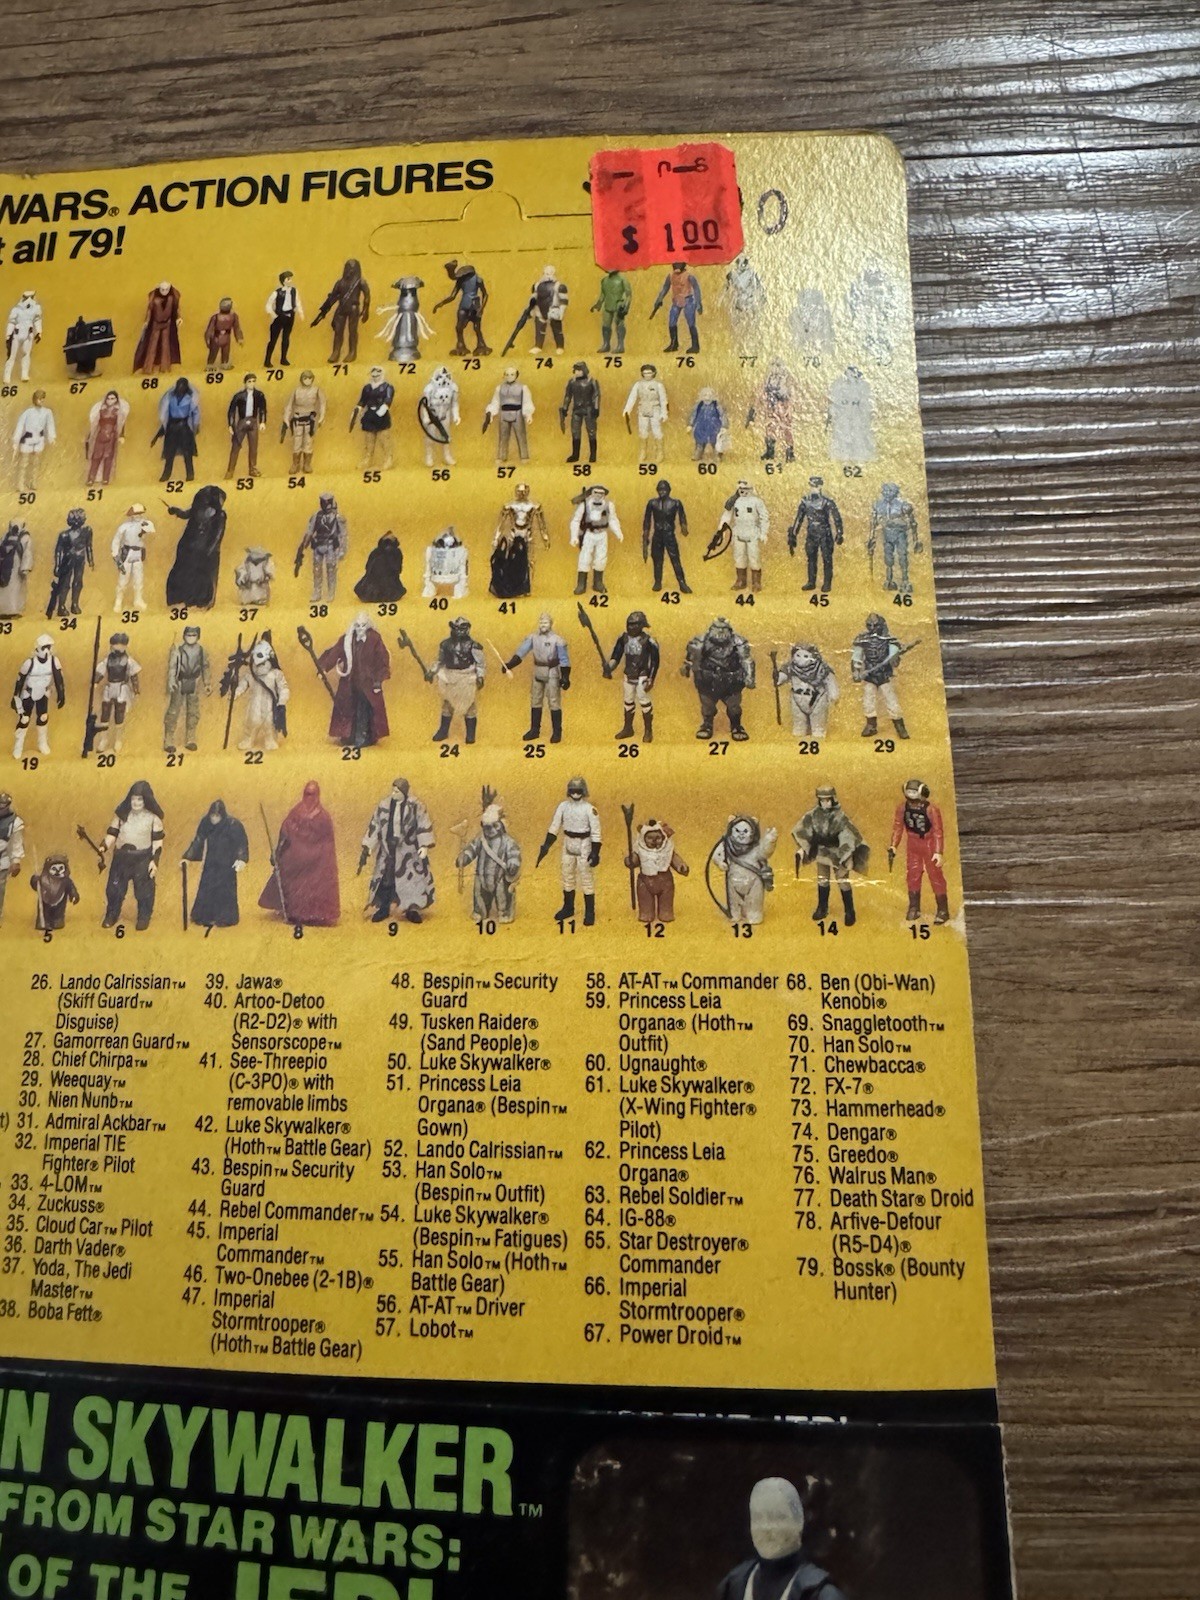 WARS® ACTION FIGURES
t all 79!
$ 1 00
0
66 67 68 69 70 71 72 73 74 75 76 77 78
50 51 52 53 54 55 56 57 58 59 60 61 62
33 34 35 36 37 38 39 40 41 42 43 44 45 46
19 20 21 22 23 24 25 26 27 28 29
5 6 7 8 9 10 11 12 13 14 15
26. Lando Calrissian™
(Skiff Guard™
Disguise)
27. Gamorrean Guard™
28. Chief Chirpa™
29. Weequay™
30. Nien Nunb™
t) 31. Admiral Ackbar™
32. Imperial TIE
Fighter® Pilot
33. 4-LOM™
34. Zuckuss®
35. Cloud Car™ Pilot
36. Darth Vader®
37. Yoda, The Jedi
Master™
38. Boba Fett®
39. Jawa®
40. Artoo-Detoo
(R2-D2)® with
Sensorscope™
41. See-Threepio
(C-3PO)® with
removable limbs
42. Luke Skywalker®
(Hoth™ Battle Gear)
43. Bespin™ Security
Guard
44. Rebel Commander™
45. Imperial
Commander™
46. Two-Onebee (2-1B)®
47. Imperial
Stormtrooper®
(Hoth™ Battle Gear)
48. Bespin™ Security
Guard
49. Tusken Raider®
(Sand People)®
50. Luke Skywalker®
51. Princess Leia
Organa® (Bespin™
Gown)
52. Lando Calrissian™
53. Han Solo™
(Bespin™ Outfit)
54. Luke Skywalker®
(Bespin™ Fatigues)
55. Han Solo™ (Hoth™
Battle Gear)
56. AT-AT™ Driver
57. Lobot™
58. AT-AT™ Commander
59. Princess Leia
Organa® (Hoth™
Outfit)
60. Ugnaught®
61. Luke Skywalker®
(X-Wing Fighter®
Pilot)
62. Princess Leia
Organa®
63. Rebel Soldier™
64. IG-88®
65. Star Destroyer®
Commander
66. Imperial
Stormtrooper®
67. Power Droid™
68. Ben (Obi-Wan)
Kenobi®
69. Snaggletooth™
70. Han Solo™
71. Chewbacca®
72. FX-7®
73. Hammerhead®
74. Dengar®
75. Greedo®
76. Walrus Man®
77. Death Star® Droid
78. Arfive-Defour
(R5-D4)®
79. Bossk® (Bounty
Hunter)
IN SKYWALKER™
FROM STAR WARS:
OF THE JEDI